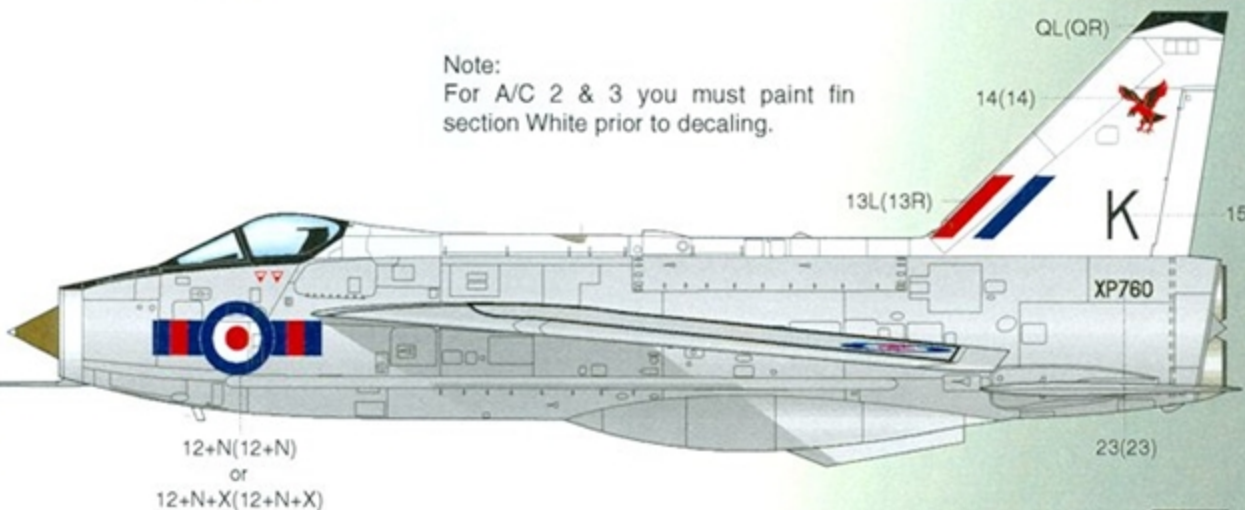 Note:
For A/C 2 & 3 you must paint fin
section White prior to decaling.
QL(QR)
14(14)
13L(13R)
K
15
XP760
12+N(12+N)
or
12+N+X(12+N+X)
23(23)